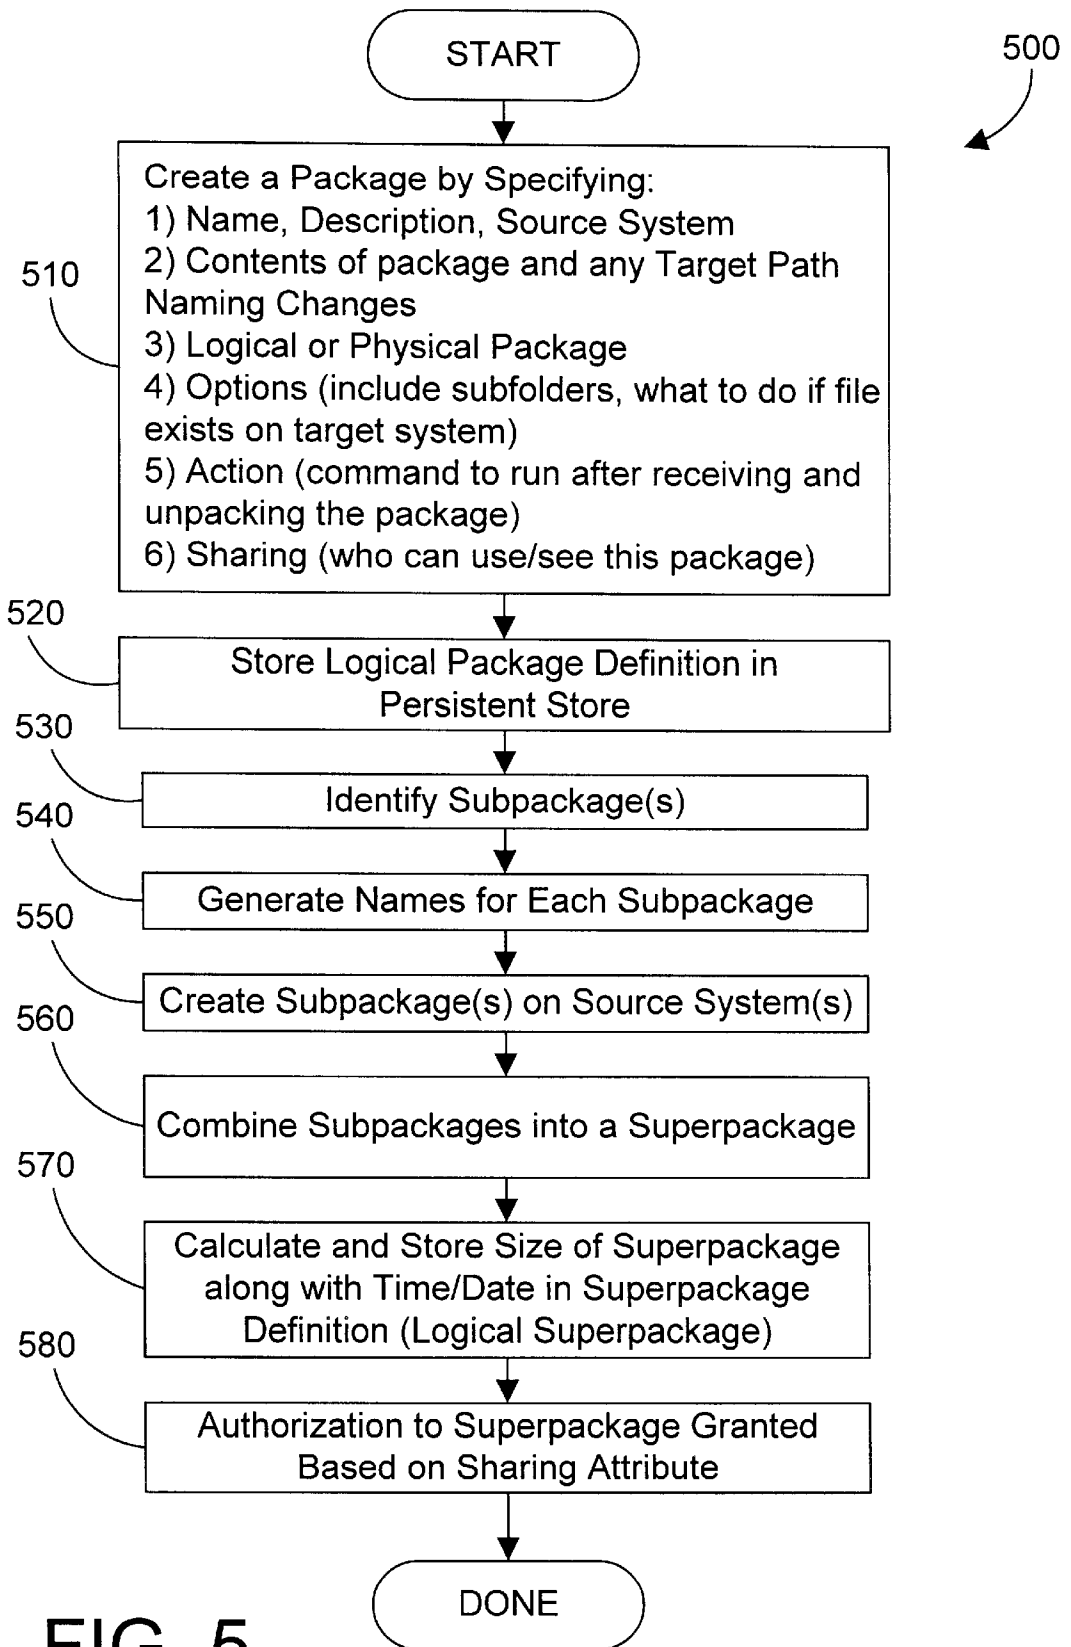 START
500
Create a Package by Specifying:
1) Name, Description, Source System
2) Contents of package and any Target Path
Naming Changes
3) Logical or Physical Package
4) Options (include subfolders, what to do if file
exists on target system)
5) Action (command to run after receiving and
unpacking the package)
6) Sharing (who can use/see this package)
510
520
Store Logical Package Definition in
Persistent Store
530
Identify Subpackage(s)
540
Generate Names for Each Subpackage
550
Create Subpackage(s) on Source System(s)
560
Combine Subpackages into a Superpackage
570
Calculate and Store Size of Superpackage
along with Time/Date in Superpackage
Definition (Logical Superpackage)
580
Authorization to Superpackage Granted
Based on Sharing Attribute
DONE
FIG. 5